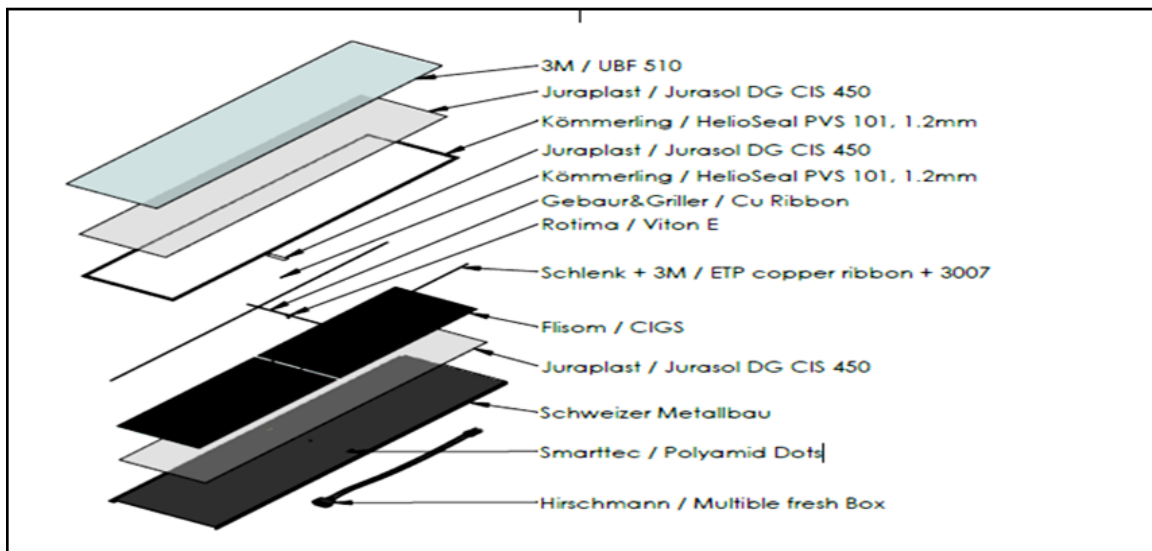 3M / UBF 510
Juraplast / Jurasol DG CIS 450
Kömmerling / HelioSeal PVS 101, 1.2mm
Juraplast / Jurasol DG CIS 450
Kömmerling / HelioSeal PVS 101, 1.2mm
Gebaur&Griller / Cu Ribbon
Rotima / Viton E
Schlenk + 3M / ETP copper ribbon + 3007
Flisom / CIGS
Juraplast / Jurasol DG CIS 450
Schweizer Metallbau
Smarttec / Polyamid Dots
Hirschmann / Multible fresh Box